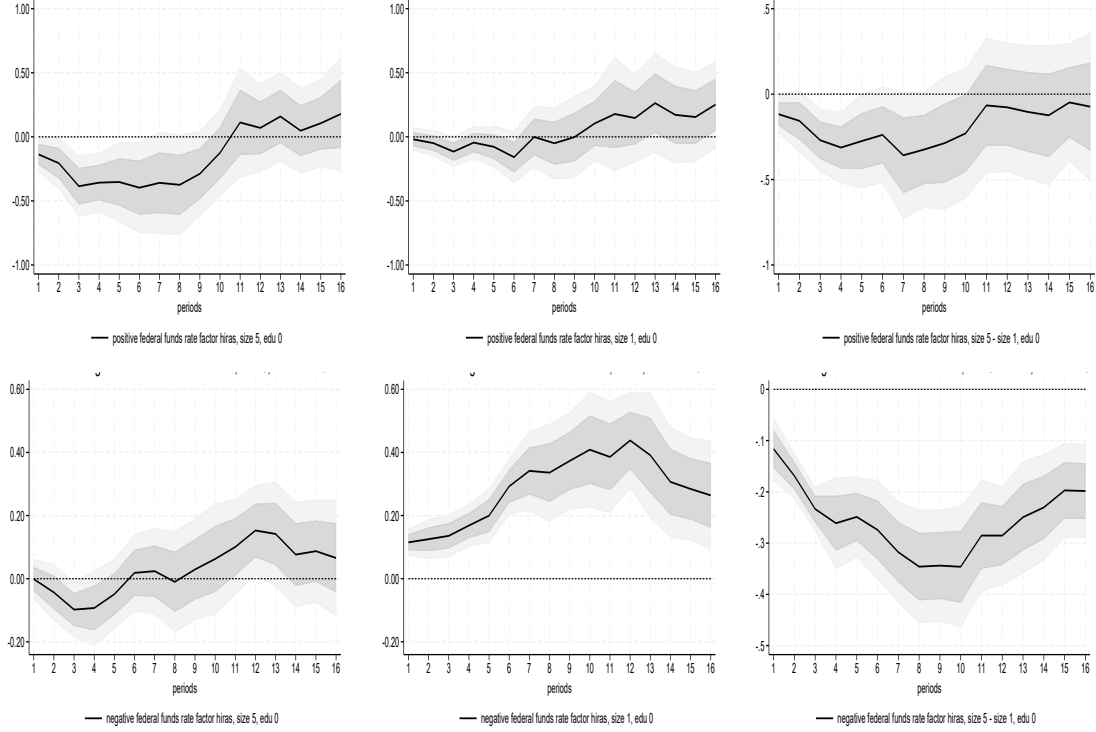 1.00
0.50
0.00
-0.50
-1.00
1 2 3 4 5 6 7 8 9 10 11 12 13 14 15 16
periods
positive federal funds rate factor hiras, size 5, edu 0
1.00
0.50
0.00
-0.50
-1.00
1 2 3 4 5 6 7 8 9 10 11 12 13 14 15 16
periods
positive federal funds rate factor hiras, size 1, edu 0
.5
0
-.5
-1
1 2 3 4 5 6 7 8 9 10 11 12 13 14 15 16
periods
positive federal funds rate factor hiras, size 5 - size 1, edu 0
0.60
0.40
0.20
0.00
-0.20
1 2 3 4 5 6 7 8 9 10 11 12 13 14 15 16
periods
negative federal funds rate factor hiras, size 5, edu 0
0.60
0.40
0.20
0.00
-0.20
1 2 3 4 5 6 7 8 9 10 11 12 13 14 15 16
periods
negative federal funds rate factor hiras, size 1, edu 0
0
-.1
-.2
-.3
-.4
-.5
1 2 3 4 5 6 7 8 9 10 11 12 13 14 15 16
periods
negative federal funds rate factor hiras, size 5 - size 1, edu 0